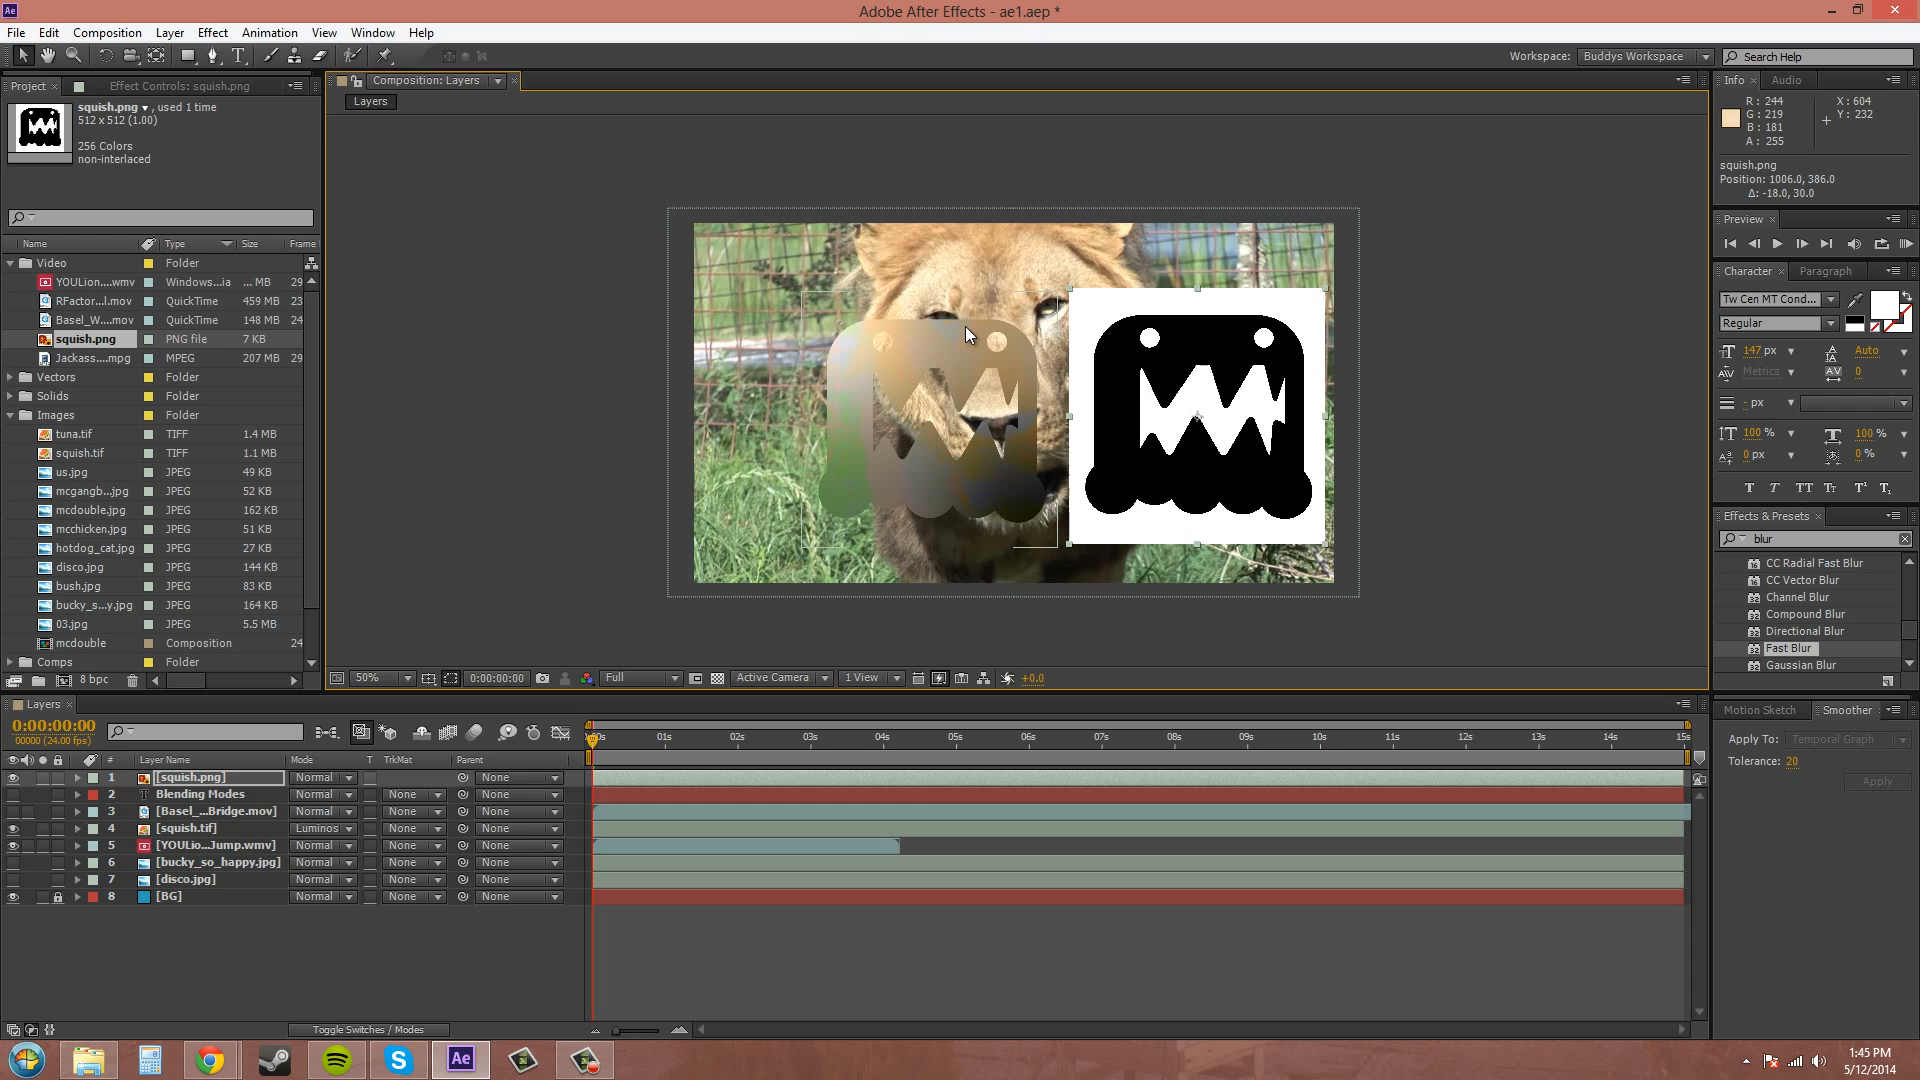 Adobe After Effects - ae1.aep *
File Edit Composition Layer Effect Animation View Window Help
Workspace: Buddys Workspace Search Help
Project Effect Controls: squish.png
squish.png , used 1 time
512 x 512 (1.00)
256 Colors
non-interlaced
Name Type Size Frame
Video Folder
YOULion....wmv Windows...ia ... MB 29
RFactor...l.mov QuickTime 459 MB 23
Basel_W....mov QuickTime 148 MB 24
squish.png PNG file 7 KB
Jackass....mpg MPEG 207 MB 29
Vectors Folder
Solids Folder
Images Folder
tuna.tif TIFF 1.4 MB
squish.tif TIFF 1.1 MB
us.jpg JPEG 49 KB
mcgangb...jpg JPEG 52 KB
mcdouble.jpg JPEG 162 KB
mcchicken.jpg JPEG 51 KB
hotdog_cat.jpg JPEG 27 KB
disco.jpg JPEG 144 KB
bush.jpg JPEG 83 KB
bucky_s...y.jpg JPEG 164 KB
03.jpg JPEG 5.5 MB
mcdouble Composition 24
Comps Folder
8 bpc
Composition: Layers
Layers
50% 0:00:00:00 Full Active Camera 1 View +0.0
Info Audio
R: 244 X: 604
G: 219 Y: 232
B: 181
A: 255
squish.png
Position: 1006.0, 386.0
Δ: -18.0, 30.0
Preview
Character Paragraph
Tw Cen MT Cond...
Regular
147 px Auto
Metrics 0
- px
100 % 100 %
0 px 0 %
T T TT Tt T¹ T₁
Effects & Presets
blur
CC Radial Fast Blur
CC Vector Blur
Channel Blur
Compound Blur
Directional Blur
Fast Blur
Gaussian Blur
Motion Sketch Smoother
Apply To: Temporal Graph
Tolerance: 20
Apply
Layers
0:00:00:00
00000 (24.00 fps)
01s 02s 03s 04s 05s 06s 07s 08s 09s 10s 11s 12s 13s 14s 15s
# Layer Name Mode T TrkMat Parent
1 [squish.png] Normal None
2 Blending Modes Normal None None
3 [Basel_...Bridge.mov] Normal None None
4 [squish.tif] Luminos None None
5 [YOULio...Jump.wmv] Normal None None
6 [bucky_so_happy.jpg] Normal None None
7 [disco.jpg] Normal None None
8 [BG] Normal None None
Toggle Switches / Modes
1:45 PM
5/12/2014